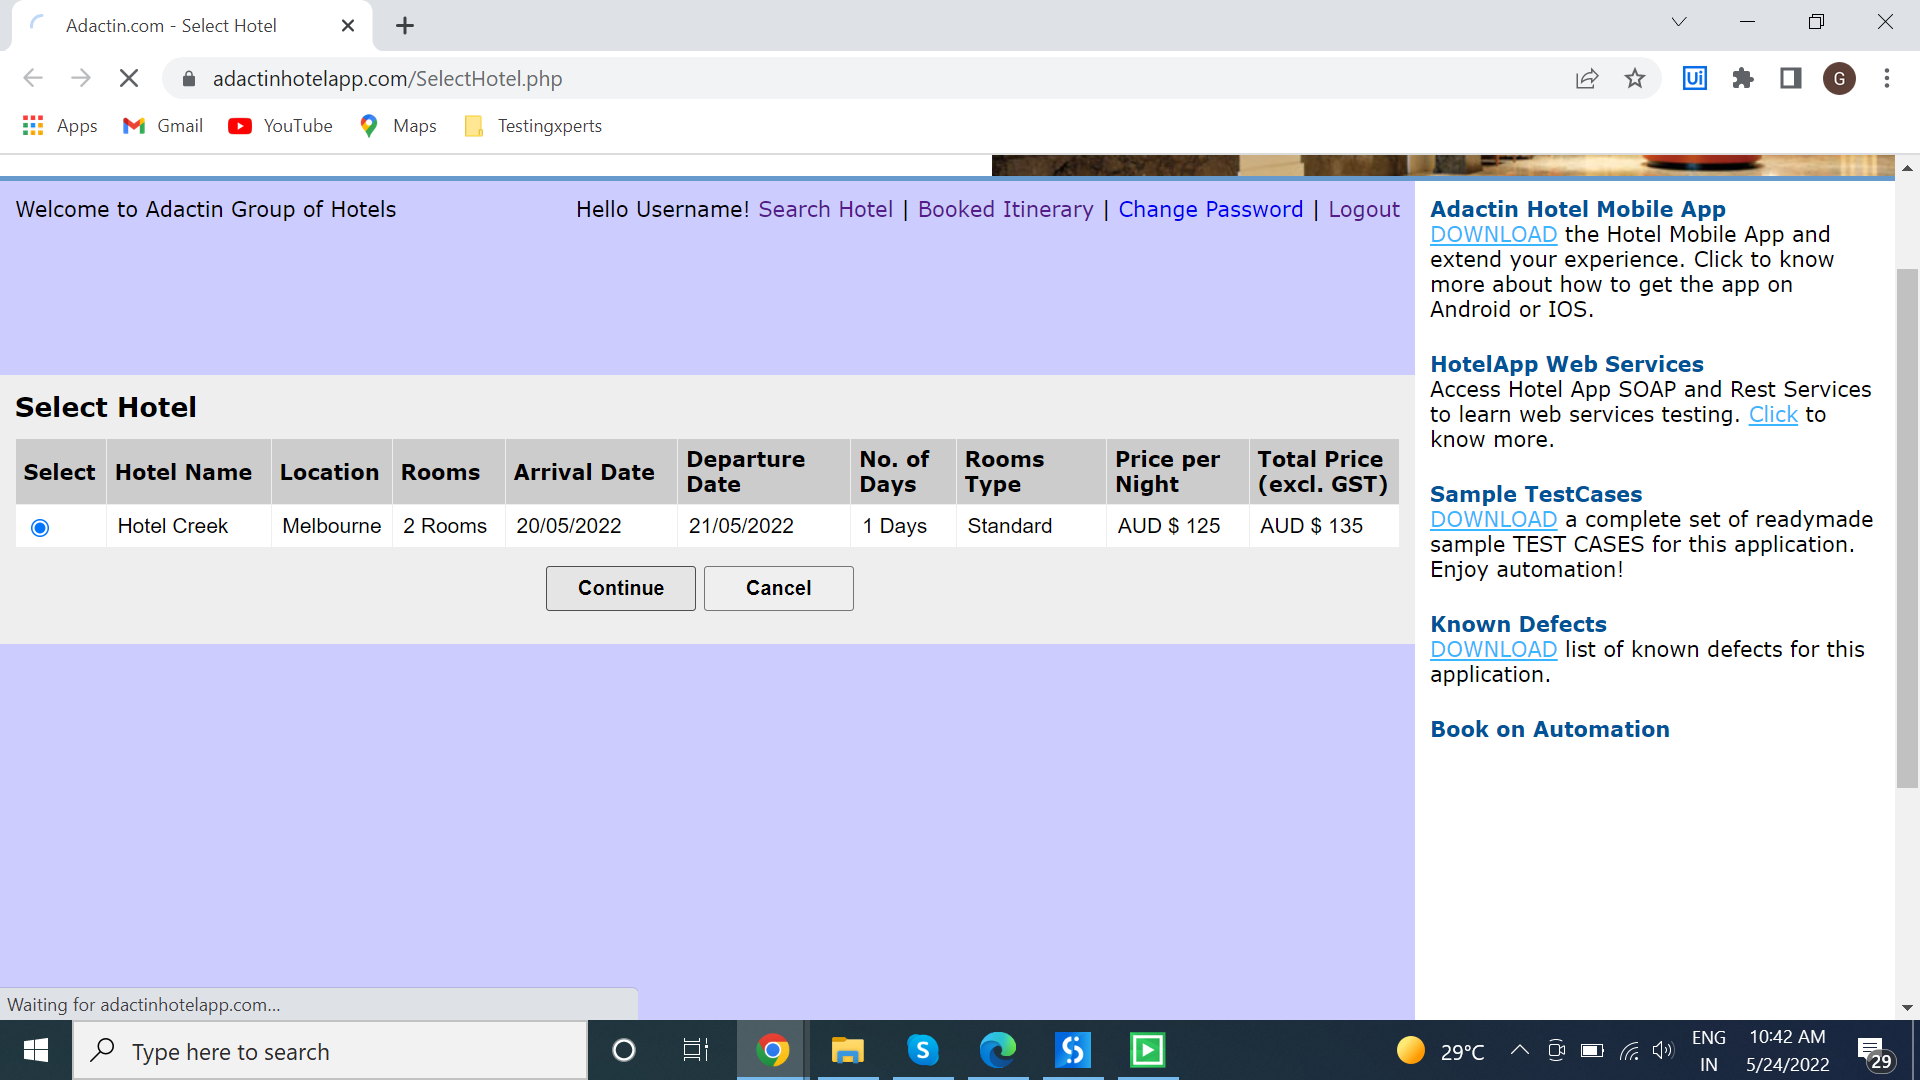 Adactin.com - Select Hotel
adactinhotelapp.com/SelectHotel.php
Ui
G
Apps
Gmail
YouTube
Maps
Testingxperts
Welcome to Adactin Group of Hotels
Hello Username! Search Hotel | Booked Itinerary | Change Password | Logout
Select Hotel
Select Hotel Name Location Rooms Arrival Date Departure Date No. of Days Rooms Type Price per Night Total Price (excl. GST)
Hotel Creek Melbourne 2 Rooms 20/05/2022 21/05/2022 1 Days Standard AUD $ 125 AUD $ 135
Continue
Cancel
Adactin Hotel Mobile App
DOWNLOAD the Hotel Mobile App and
extend your experience. Click to know
more about how to get the app on
Android or IOS.
HotelApp Web Services
Access Hotel App SOAP and Rest Services
to learn web services testing. Click to
know more.
Sample TestCases
DOWNLOAD a complete set of readymade
sample TEST CASES for this application.
Enjoy automation!
Known Defects
DOWNLOAD list of known defects for this
application.
Book on Automation
Waiting for adactinhotelapp.com...
Type here to search
S
29°C
ENG
IN
10:42 AM
5/24/2022
29